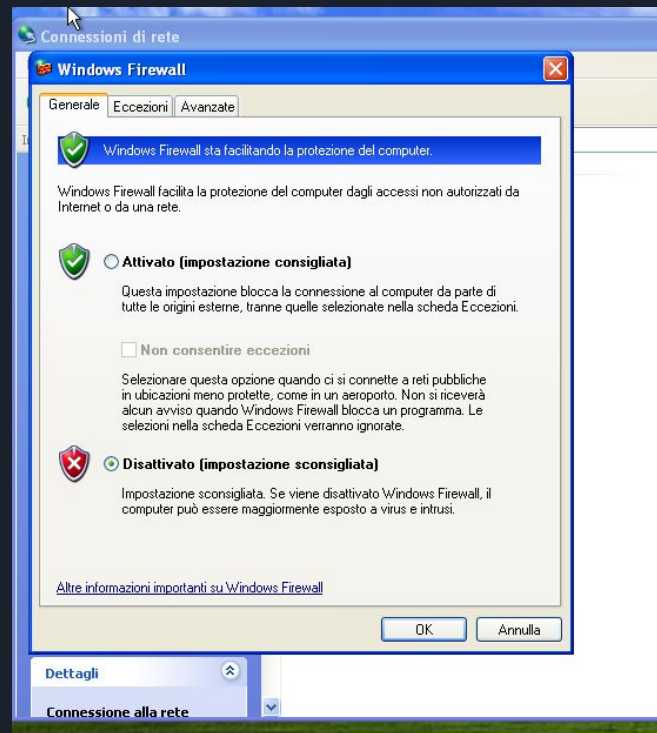 Connessioni di rete
Windows Firewall
Generale Eccezioni Avanzate
Windows Firewall sta facilitando la protezione del computer.
Windows Firewall facilita la protezione del computer dagli accessi non autorizzati da
Internet o da una rete.
Attivato (impostazione consigliata)
Questa impostazione blocca la connessione al computer da parte di
tutte le origini esterne, tranne quelle selezionate nella scheda Eccezioni.
Non consentire eccezioni
Selezionare questa opzione quando ci si connette a reti pubbliche
in ubicazioni meno protette, come in un aeroporto. Non si riceverà
alcun avviso quando Windows Firewall blocca un programma. Le
selezioni nella scheda Eccezioni verranno ignorate.
Disattivato (impostazione sconsigliata)
Impostazione sconsigliata. Se viene disattivato Windows Firewall, il
computer può essere maggiormente esposto a virus e intrusi.
Altre informazioni importanti su Windows Firewall
OK Annulla
Dettagli
Connessione alla rete